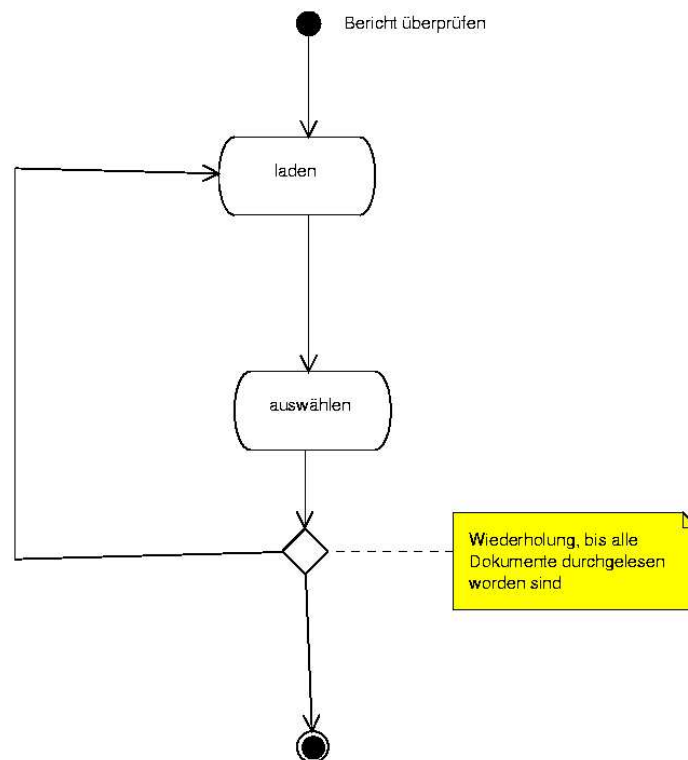 Bericht überprüfen
laden
auswählen
Wiederholung, bis alle
Dokumente durchgelesen
worden sind